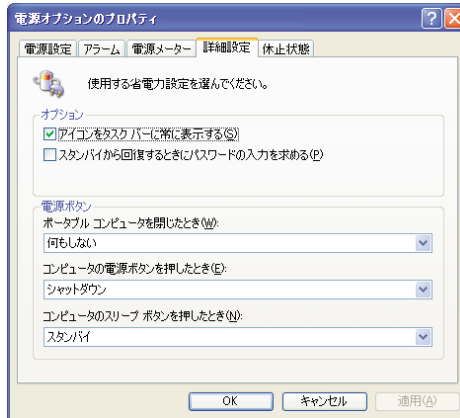 電源オプションのプロパティ
電源設定 アラーム 電源メーター 詳細設定 休止状態
使用する省電力設定を選んでください。
オプション
アイコンをタスク バーに常に表示する(S)
スタンバイから回復するときにパスワードの入力を求める(P)
電源ボタン
ポータブル コンピュータを閉じたとき(W):
何もしない
コンピュータの電源ボタンを押したとき(E):
シャットダウン
コンピュータのスリープ ボタンを押したとき(N):
スタンバイ
OK キャンセル 適用(A)